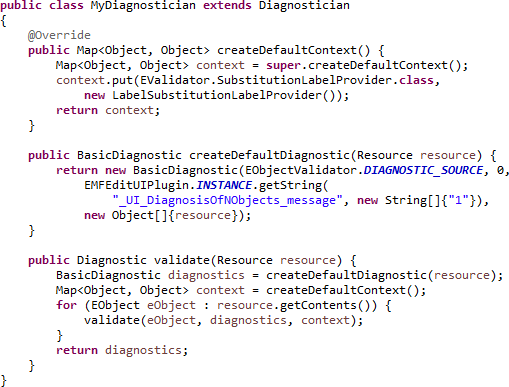 public class MyDiagnostician extends Diagnostician
{
    @Override
    public Map<Object, Object> createDefaultContext() {
        Map<Object, Object> context = super.createDefaultContext();
        context.put(EValidator.SubstitutionLabelProvider.class,
            new LabelSubstitutionLabelProvider());
        return context;
    }

    public BasicDiagnostic createDefaultDiagnostic(Resource resource) {
        return new BasicDiagnostic(EObjectValidator.DIAGNOSTIC_SOURCE, 0,
            EMFEditUIPlugin.INSTANCE.getString(
                "_UI_DiagnosisOfNObjects_message", new String[]{"1"}),
            new Object[]{resource});
    }

    public Diagnostic validate(Resource resource) {
        BasicDiagnostic diagnostics = createDefaultDiagnostic(resource);
        Map<Object, Object> context = createDefaultContext();
        for (EObject eObject : resource.getContents()) {
            validate(eObject, diagnostics, context);
        }
        return diagnostics;
    }
}